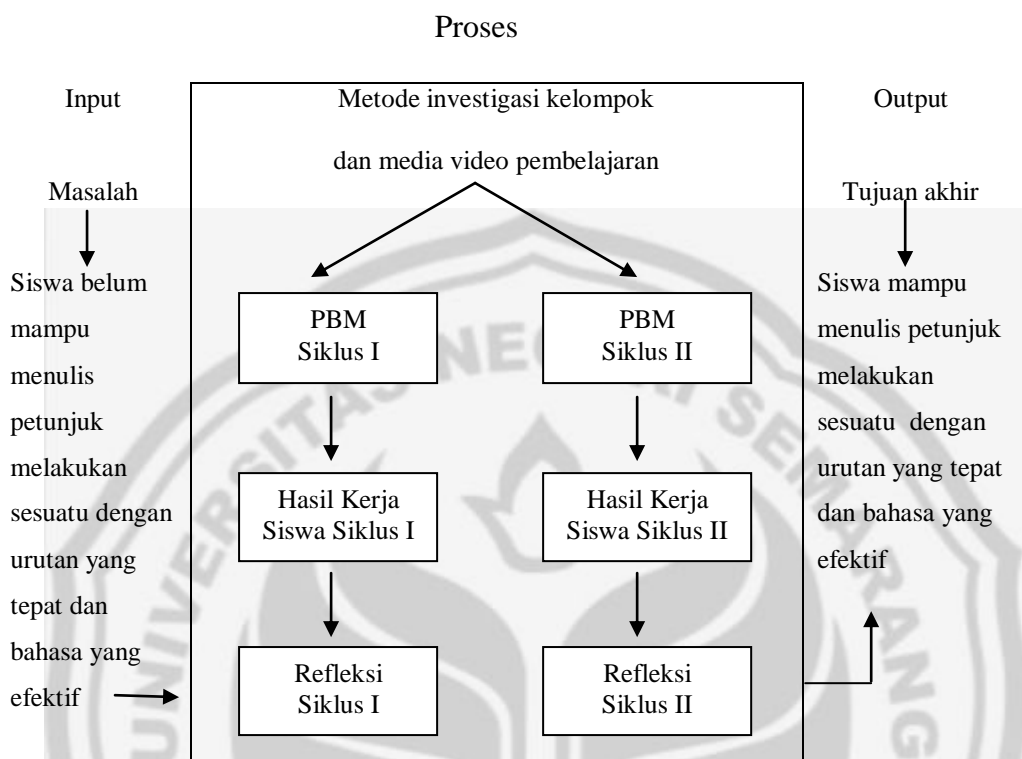 Proses
Input
Metode investigasi kelompok
dan media video pembelajaran
Output
Masalah
Tujuan akhir
Siswa belum
mampu
menulis
petunjuk
melakukan
sesuatu dengan
urutan yang
tepat dan
bahasa yang
efektif
PBM
Siklus I
Hasil Kerja
Siswa Siklus I
Refleksi
Siklus I
PBM
Siklus II
Hasil Kerja
Siswa Siklus II
Refleksi
Siklus II
Siswa mampu
menulis petunjuk
melakukan
sesuatu dengan
urutan yang tepat
dan bahasa yang
efektif
UNIVERSITAS NEGERI SEMARANG